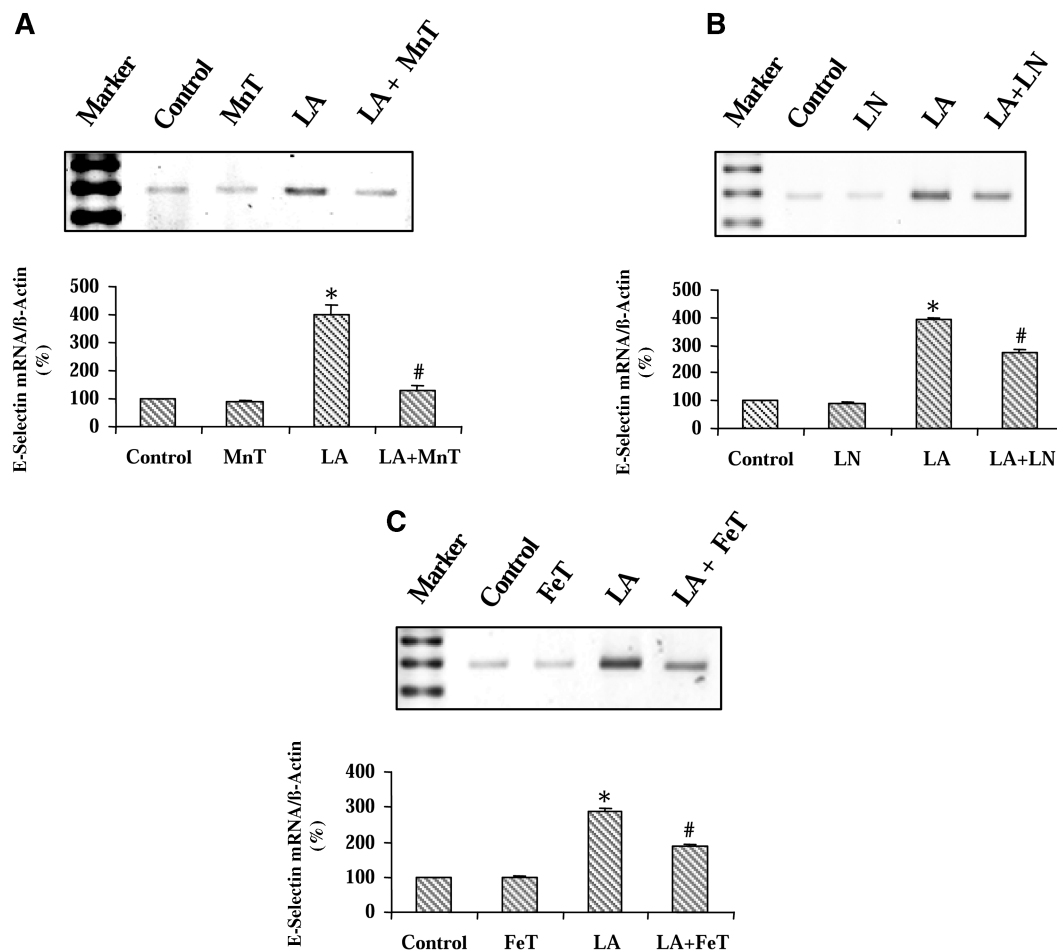 A
Marker
Control
MnT
LA
LA + MnT
E-Selectin mRNA/ß-Actin
(%)
500
400
300
200
100
0
*
#
Control MnT LA LA+MnT
B
Marker
Control
LN
LA
LA+LN
E-Selectin mRNA/ß-Actin
(%)
500
400
300
200
100
0
*
#
Control LN LA LA+LN
C
Marker
Control
FeT
LA
LA + FeT
E-Selectin mRNA/ß-Actin
(%)
400
300
200
100
0
*
#
Control FeT LA LA+FeT